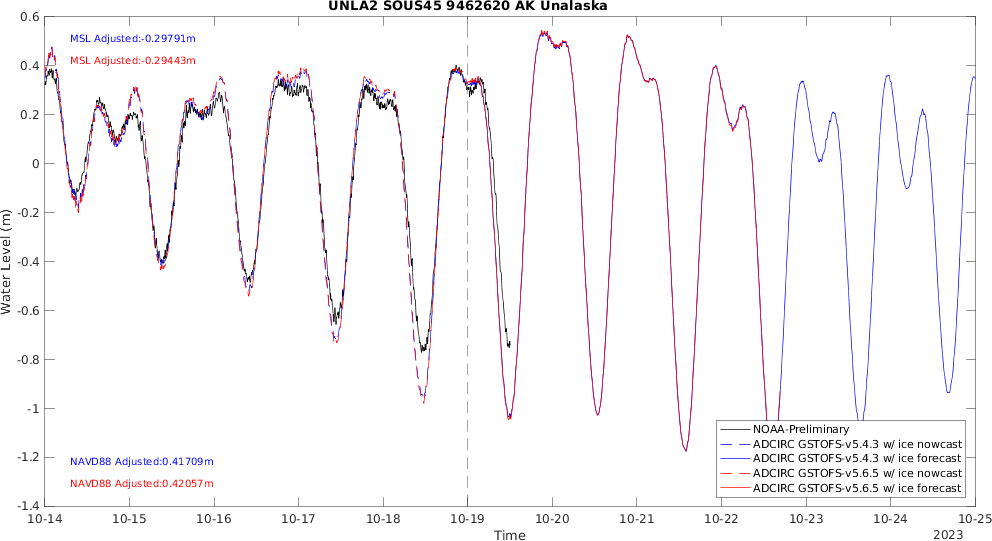 UNLA2 SOUS45 9462620 AK Unalaska
0.6
0.4
0.2
0
-0.2
-0.4
-0.6
-0.8
-1
-1.2
-1.4
Water Level (m)
MSL Adjusted:-0.29791m
MSL Adjusted:-0.29443m
NAVD88 Adjusted:0.41709m
NAVD88 Adjusted:0.42057m
NOAA-Preliminary
ADCIRC GSTOFS-v5.4.3 w/ ice nowcast
ADCIRC GSTOFS-v5.4.3 w/ ice forecast
ADCIRC GSTOFS-v5.6.5 w/ ice nowcast
ADCIRC GSTOFS-v5.6.5 w/ ice forecast
10-14 10-15 10-16 10-17 10-18 10-19 10-20 10-21 10-22 10-23 10-24 10-25
Time
2023